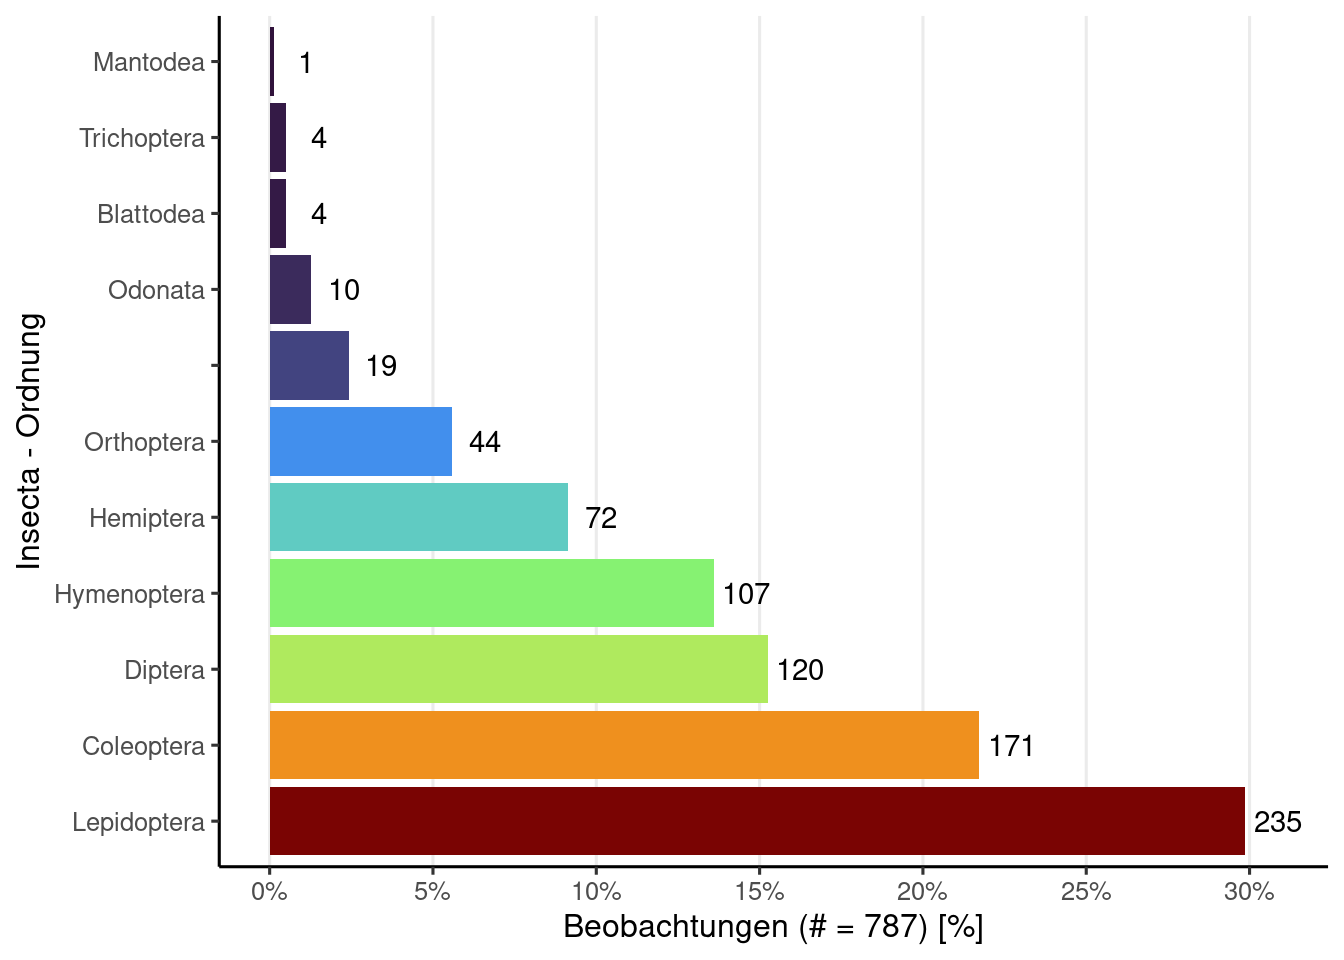 Insecta - Ordnung
Mantodea 1
Trichoptera 4
Blattodea 4
Odonata 10
19
Orthoptera 44
Hemiptera 72
Hymenoptera 107
Diptera 120
Coleoptera 171
Lepidoptera 235
0% 5% 10% 15% 20% 25% 30%
Beobachtungen (# = 787) [%]